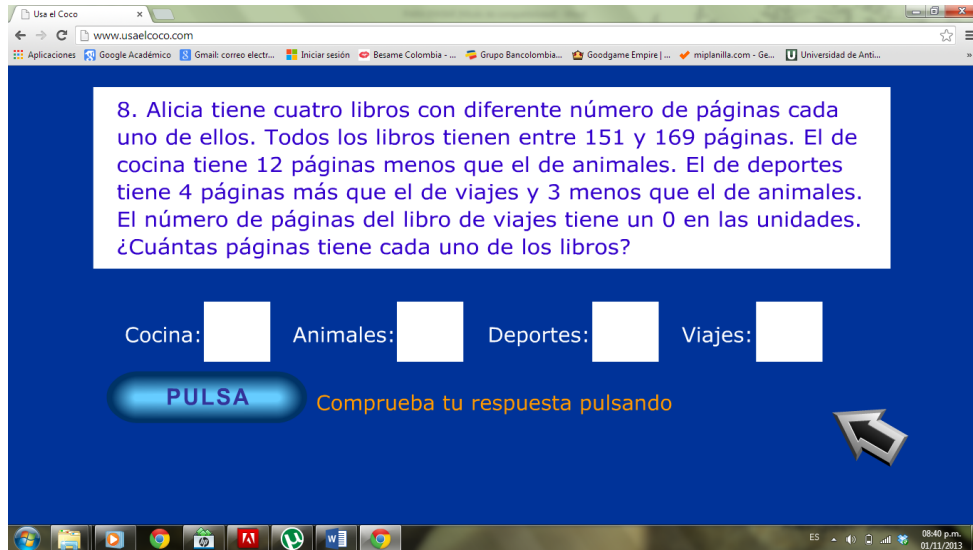 Usa el Coco
www.usaelcoco.com
Aplicaciones Google Académico Gmail: correo electr... Iniciar sesión Besame Colombia - ... Grupo Bancolombia... Goodgame Empire | ... miplanilla.com - Ge... Universidad de Anti...
8. Alicia tiene cuatro libros con diferente número de páginas cada
uno de ellos. Todos los libros tienen entre 151 y 169 páginas. El de
cocina tiene 12 páginas menos que el de animales. El de deportes
tiene 4 páginas más que el de viajes y 3 menos que el de animales.
El número de páginas del libro de viajes tiene un 0 en las unidades.
¿Cuántas páginas tiene cada uno de los libros?
Cocina: Animales: Deportes: Viajes:
PULSA Comprueba tu respuesta pulsando
ES 08:40 p.m.
01/11/2013